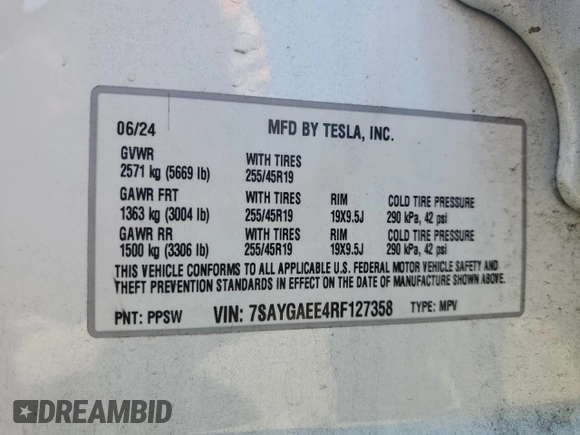 06/24 MFD BY TESLA, INC.
GVWR WITH TIRES
2571 kg (5669 lb) 255/45R19
GAWR FRT WITH TIRES RIM COLD TIRE PRESSURE
1363 kg (3004 lb) 255/45R19 19X9.5J 290 kPa, 42 psi
GAWR RR WITH TIRES RIM COLD TIRE PRESSURE
1500 kg (3306 lb) 255/45R19 19X9.5J 290 kPa, 42 psi
THIS VEHICLE CONFORMS TO ALL APPLICABLE U.S. FEDERAL MOTOR VEHICLE SAFETY AND
THEFT PREVENTION STANDARDS IN EFFECT ON THE DATE OF MANUFACTURE SHOWN ABOVE.
PNT: PPSW VIN: 7SAYGAEE4RF127358 TYPE: MPV
DREAMBID